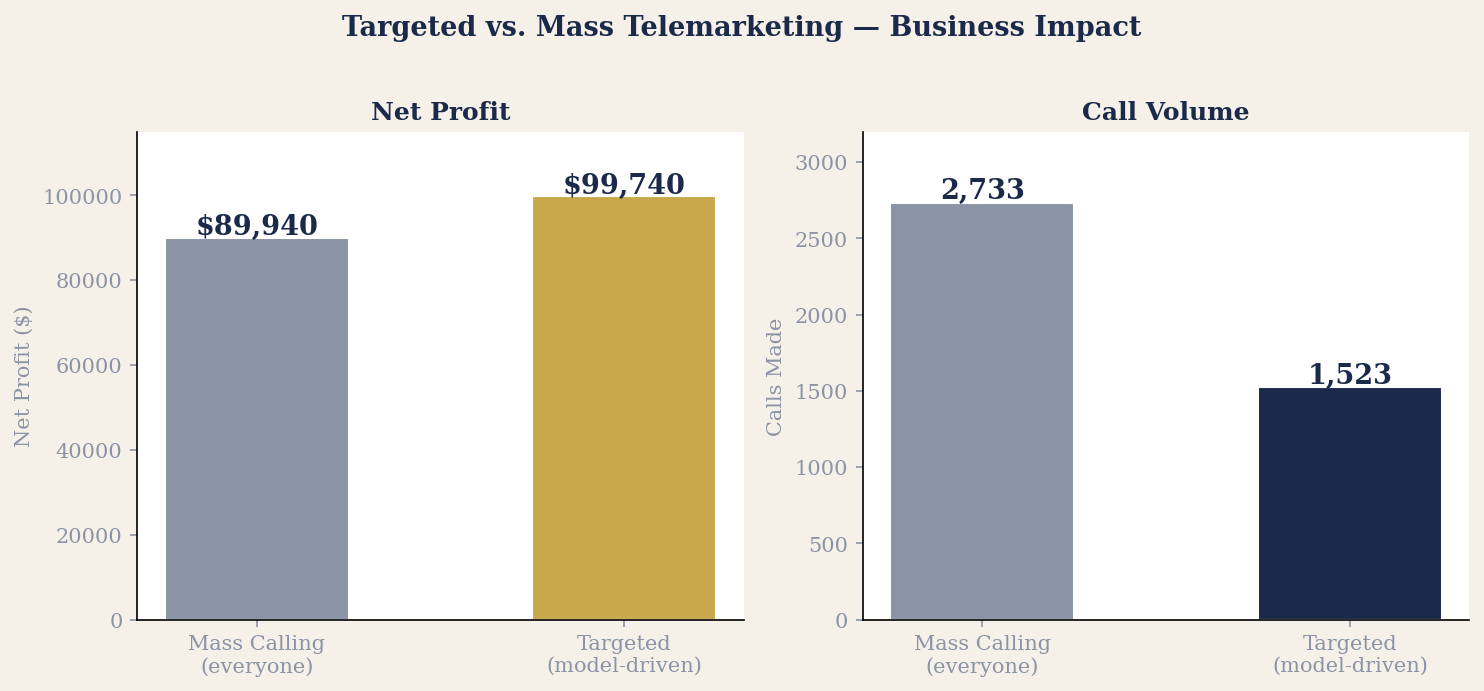 Targeted vs. Mass Telemarketing — Business Impact
Net Profit
Net Profit ($)
100000
80000
60000
40000
20000
0
$89,940
$99,740
Mass Calling
(everyone)
Targeted
(model-driven)
Call Volume
Calls Made
3000
2500
2000
1500
1000
500
0
2,733
1,523
Mass Calling
(everyone)
Targeted
(model-driven)